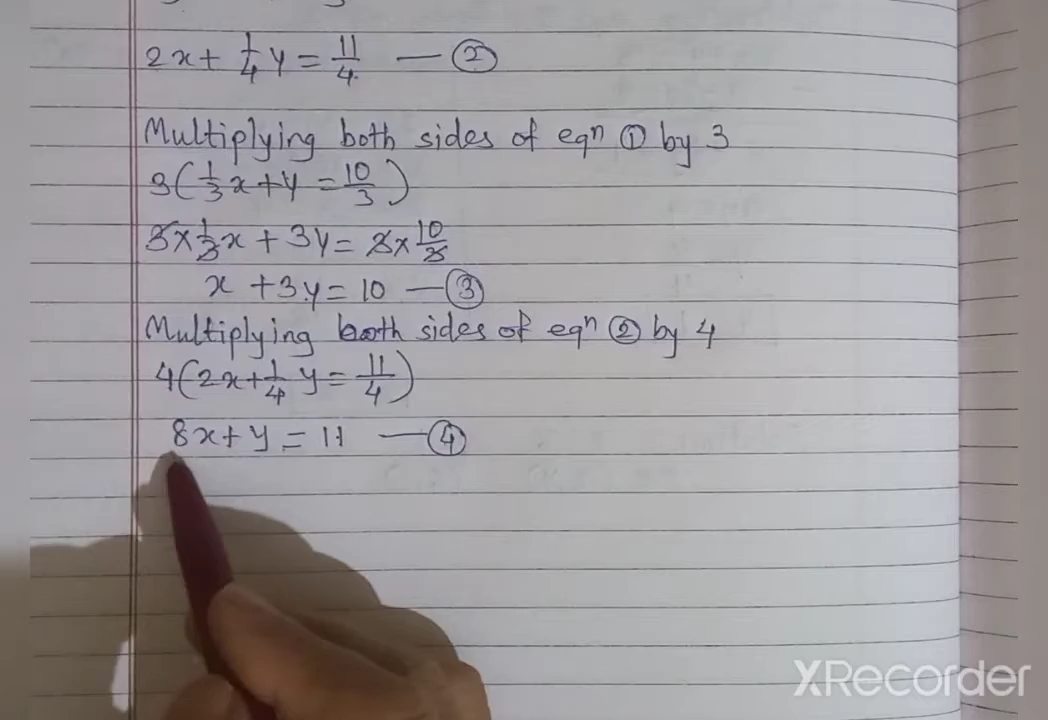 2x + 1/4 y = 11/4 — ②
Multiplying both sides of eqⁿ ① by 3
3(1/3 x + y = 10/3)
3 × 1/3 x + 3y = 3 × 10/3
x + 3y = 10 — ③
Multiplying both sides of eqⁿ ② by 4
4(2x + 1/4 y = 11/4)
8x + y = 11 — ④
XRecorder